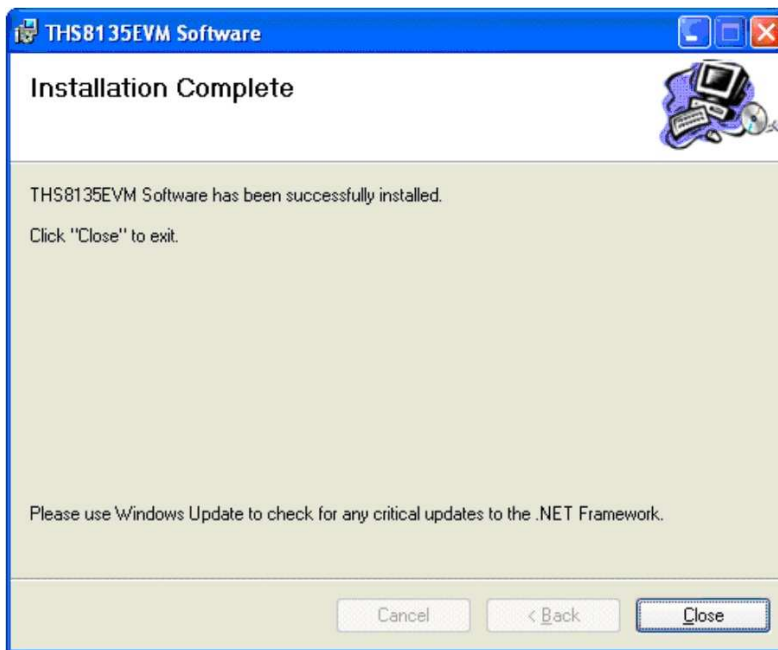 THS8135EVM Software
Installation Complete
THS8135EVM Software has been successfully installed.
Click "Close" to exit.
Please use Windows Update to check for any critical updates to the .NET Framework.
Cancel
< Back
Close